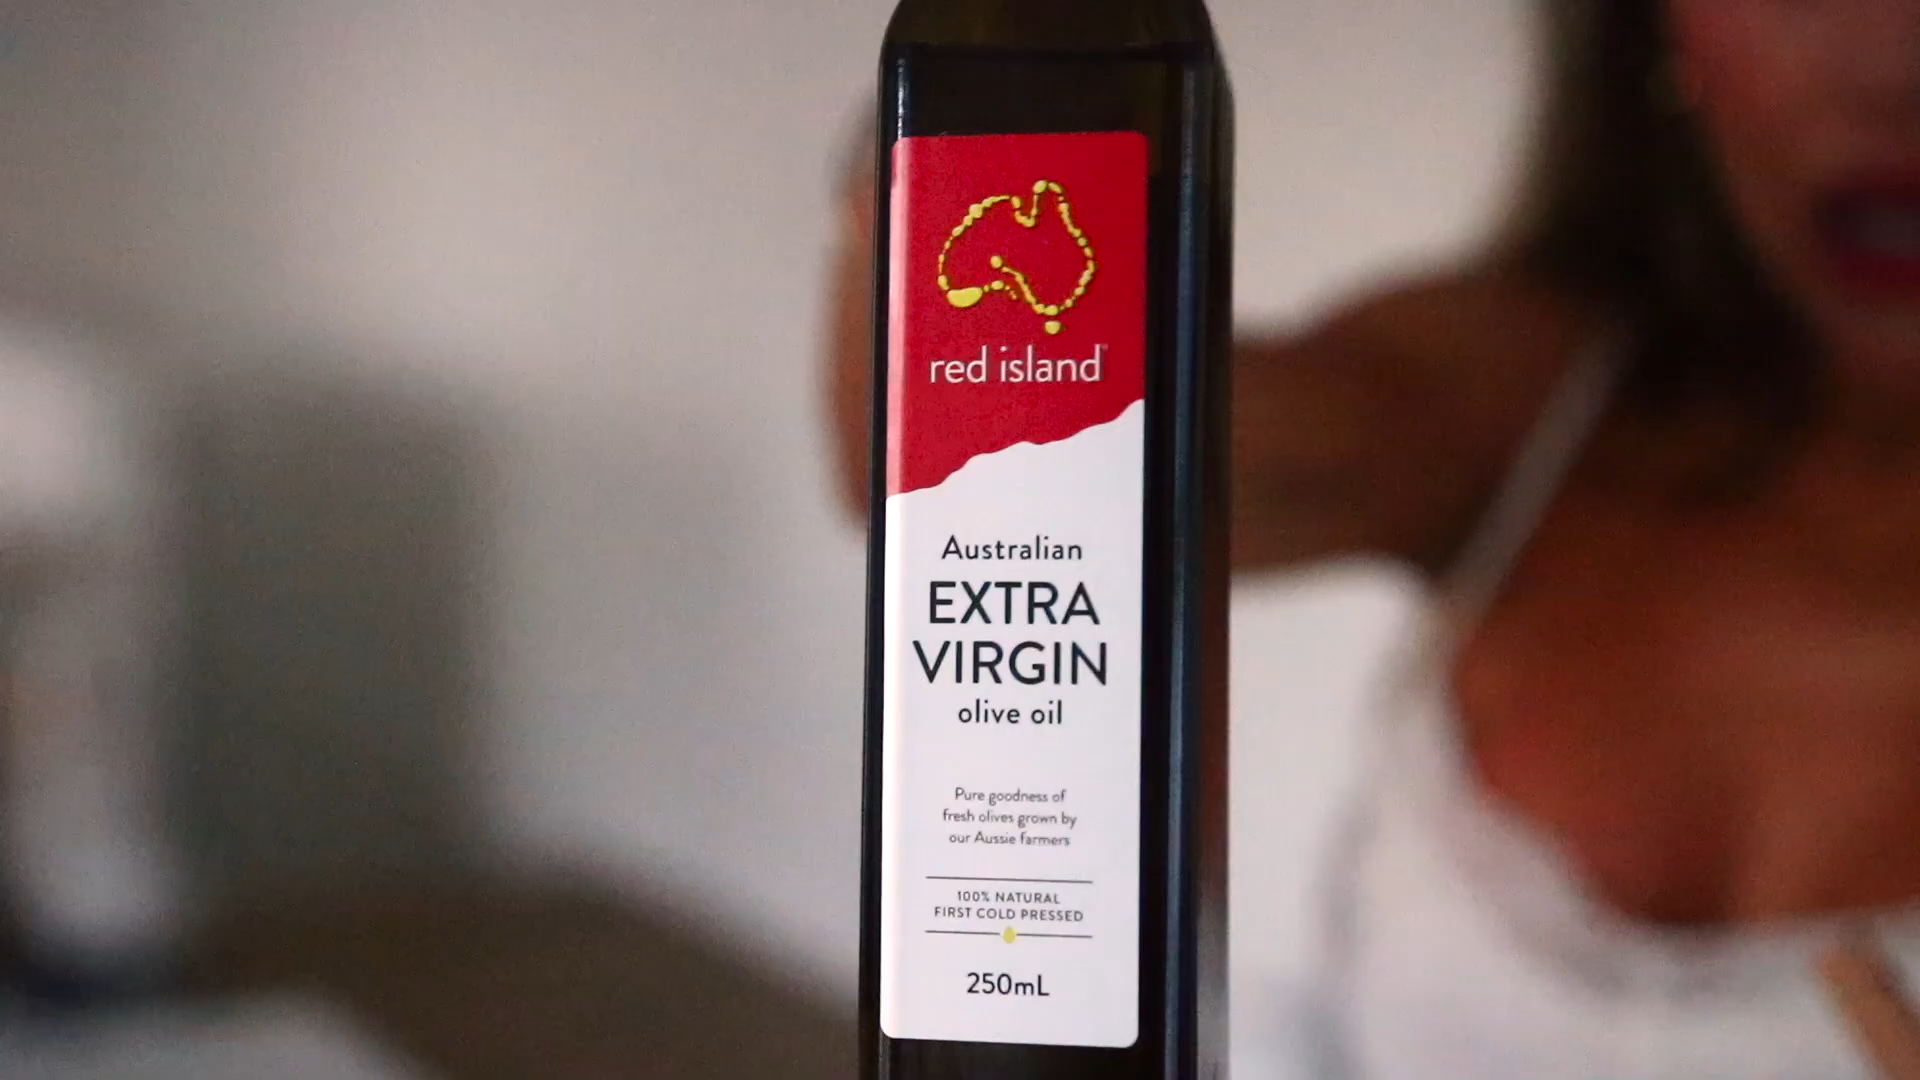 red island
Australian
EXTRA
VIRGIN
olive oil
Pure goodness of
fresh olives grown by
our Aussie farmers
100% NATURAL
FIRST COLD PRESSED
250mL